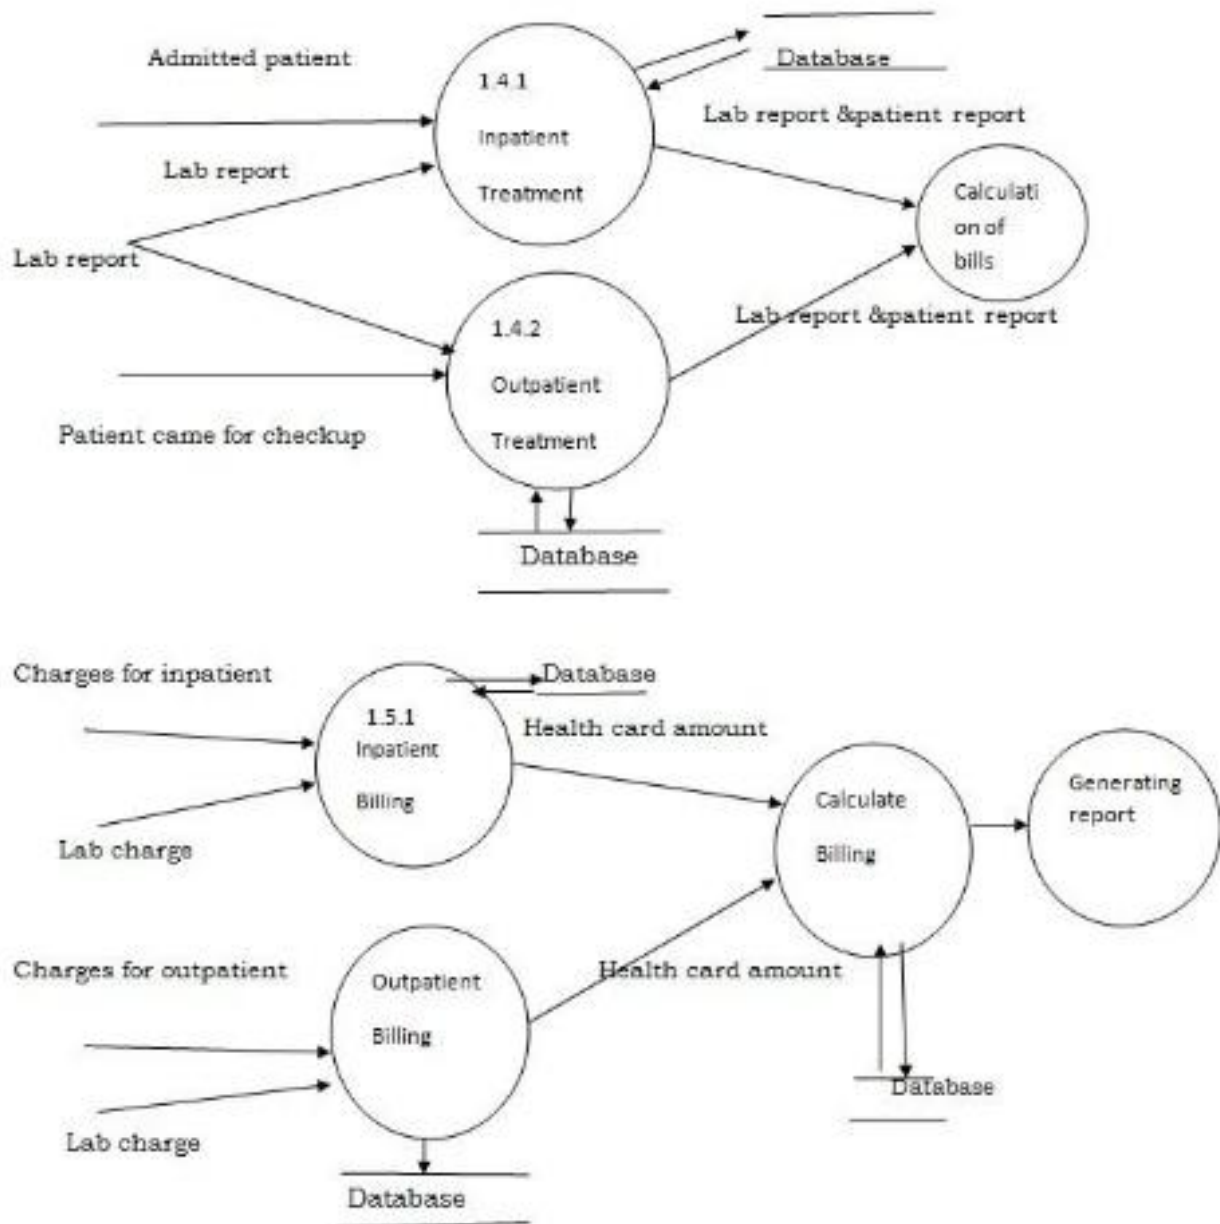 Admitted patient
1.4.1
Inpatient
Treatment
Database
Lab report &patient report
Lab report
Lab report
Calculati
on of
bills
1.4.2
Outpatient
Treatment
Lab report &patient report
Patient came for checkup
Database
Charges for inpatient
1.5.1
Inpatient
Billing
Database
Health card amount
Lab charge
Calculate
Billing
Generating
report
Charges for outpatient
Outpatient
Billing
Health card amount
Lab charge
Database
Database